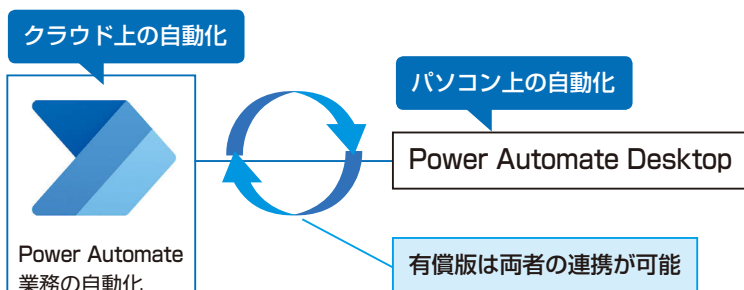 クラウド上の自動化
パソコン上の自動化
Power Automate Desktop
Power Automate
業務の自動化
有償版は両者の連携が可能